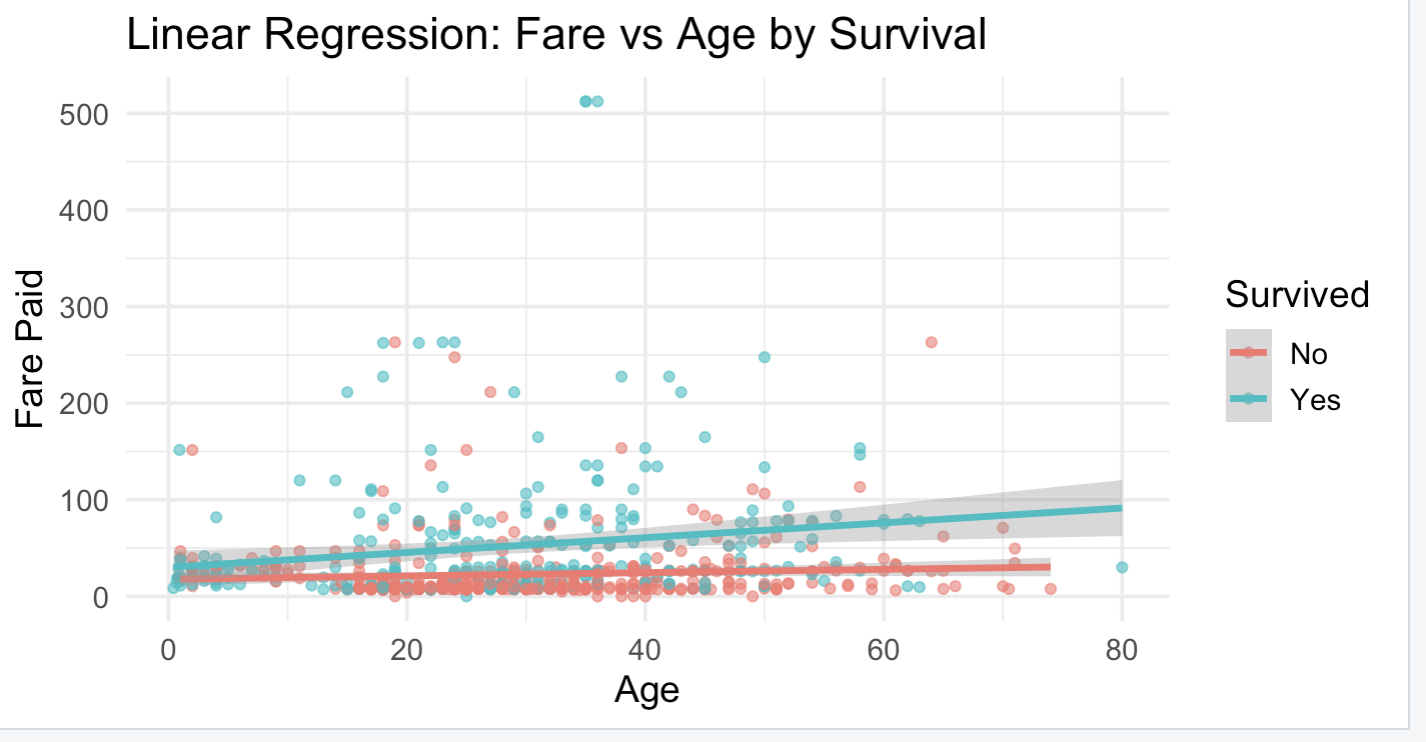 Linear Regression: Fare vs Age by Survival
Fare Paid
500
400
300
200
100
0
0 20 40 60 80
Age
Survived
No
Yes